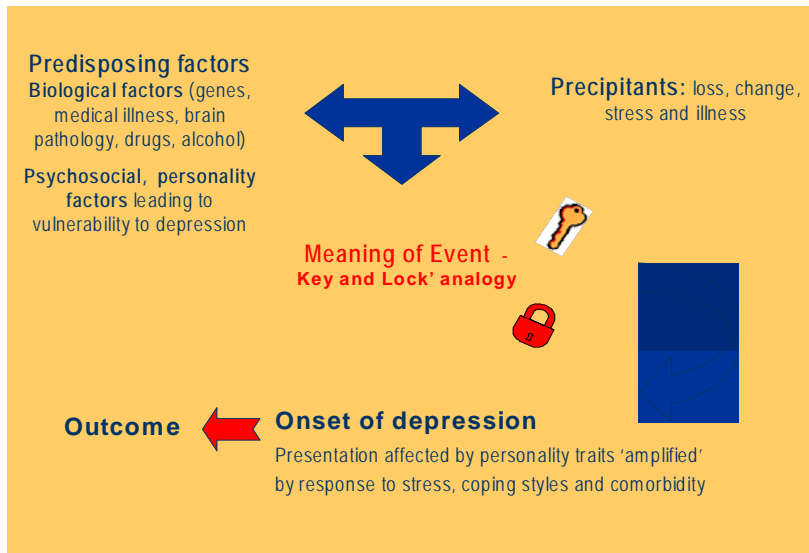 Predisposing factors
Biological factors (genes,
medical illness, brain
pathology, drugs, alcohol)
Psychosocial, personality
factors leading to
vulnerability to depression
Precipitants: loss, change,
stress and illness
Meaning of Event -
Key and Lock’ analogy
Outcome
Onset of depression
Presentation affected by personality traits ‘amplified’
by response to stress, coping styles and comorbidity